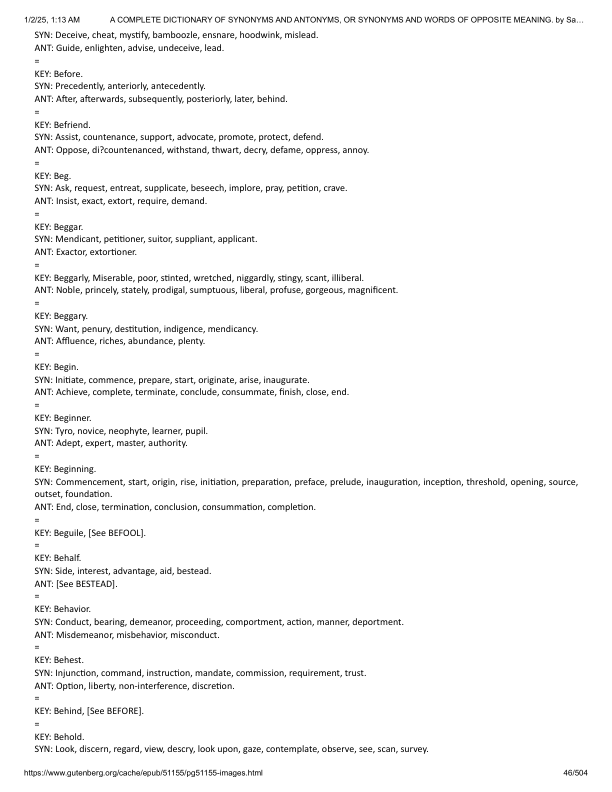 1/2/25, 1:13 AM A COMPLETE DICTIONARY OF SYNONYMS AND ANTONYMS, OR SYNONYMS AND WORDS OF OPPOSITE MEANING. by Sa…
SYN: Deceive, cheat, mystify, bamboozle, ensnare, hoodwink, mislead.
ANT: Guide, enlighten, advise, undeceive, lead.
=
KEY: Before.
SYN: Precedently, anteriorly, antecedently.
ANT: After, afterwards, subsequently, posteriorly, later, behind.
=
KEY: Befriend.
SYN: Assist, countenance, support, advocate, promote, protect, defend.
ANT: Oppose, di?countenanced, withstand, thwart, decry, defame, oppress, annoy.
=
KEY: Beg.
SYN: Ask, request, entreat, supplicate, beseech, implore, pray, petition, crave.
ANT: Insist, exact, extort, require, demand.
=
KEY: Beggar.
SYN: Mendicant, petitioner, suitor, suppliant, applicant.
ANT: Exactor, extortioner.
=
KEY: Beggarly, Miserable, poor, stinted, wretched, niggardly, stingy, scant, illiberal.
ANT: Noble, princely, stately, prodigal, sumptuous, liberal, profuse, gorgeous, magnificent.
=
KEY: Beggary.
SYN: Want, penury, destitution, indigence, mendicancy.
ANT: Affluence, riches, abundance, plenty.
=
KEY: Begin.
SYN: Initiate, commence, prepare, start, originate, arise, inaugurate.
ANT: Achieve, complete, terminate, conclude, consummate, finish, close, end.
=
KEY: Beginner.
SYN: Tyro, novice, neophyte, learner, pupil.
ANT: Adept, expert, master, authority.
=
KEY: Beginning.
SYN: Commencement, start, origin, rise, initiation, preparation, preface, prelude, inauguration, inception, threshold, opening, source,
outset, foundation.
ANT: End, close, termination, conclusion, consummation, completion.
=
KEY: Beguile, [See BEFOOL].
=
KEY: Behalf.
SYN: Side, interest, advantage, aid, bestead.
ANT: [See BESTEAD].
=
KEY: Behavior.
SYN: Conduct, bearing, demeanor, proceeding, comportment, action, manner, deportment.
ANT: Misdemeanor, misbehavior, misconduct.
=
KEY: Behest.
SYN: Injunction, command, instruction, mandate, commission, requirement, trust.
ANT: Option, liberty, non-interference, discretion.
=
KEY: Behind, [See BEFORE].
=
KEY: Behold.
SYN: Look, discern, regard, view, descry, look upon, gaze, contemplate, observe, see, scan, survey.
https://www.gutenberg.org/cache/epub/51155/pg51155-images.html 46/504